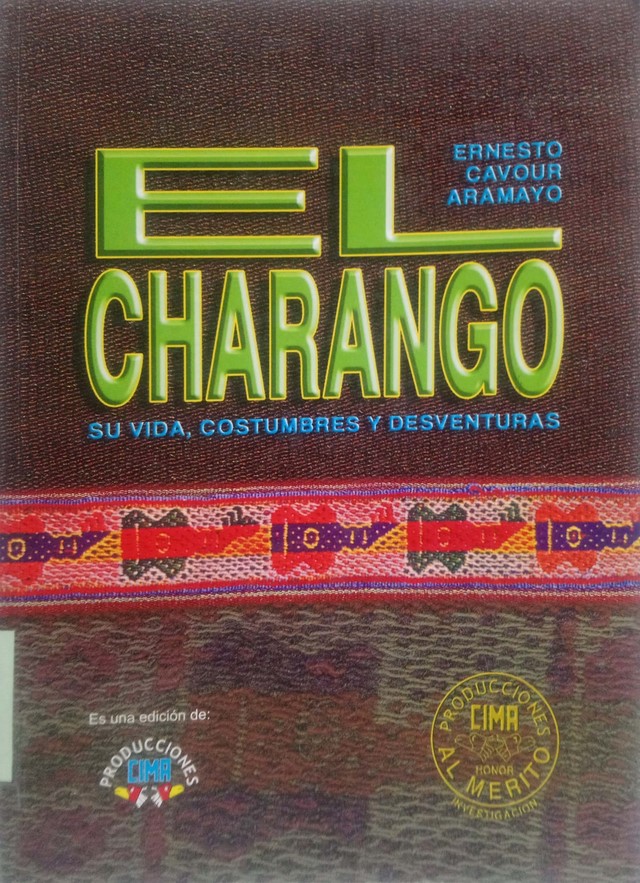 ERNESTO
CAVOUR
ARAMAYO
EL
CHARANGO
SU VIDA, COSTUMBRES Y DESVENTURAS
Es una edición de:
PRODUCCIONES
CIMA
PRODUCCIONES
CIMA
HONOR
AL MERITO
INVESTIGACION